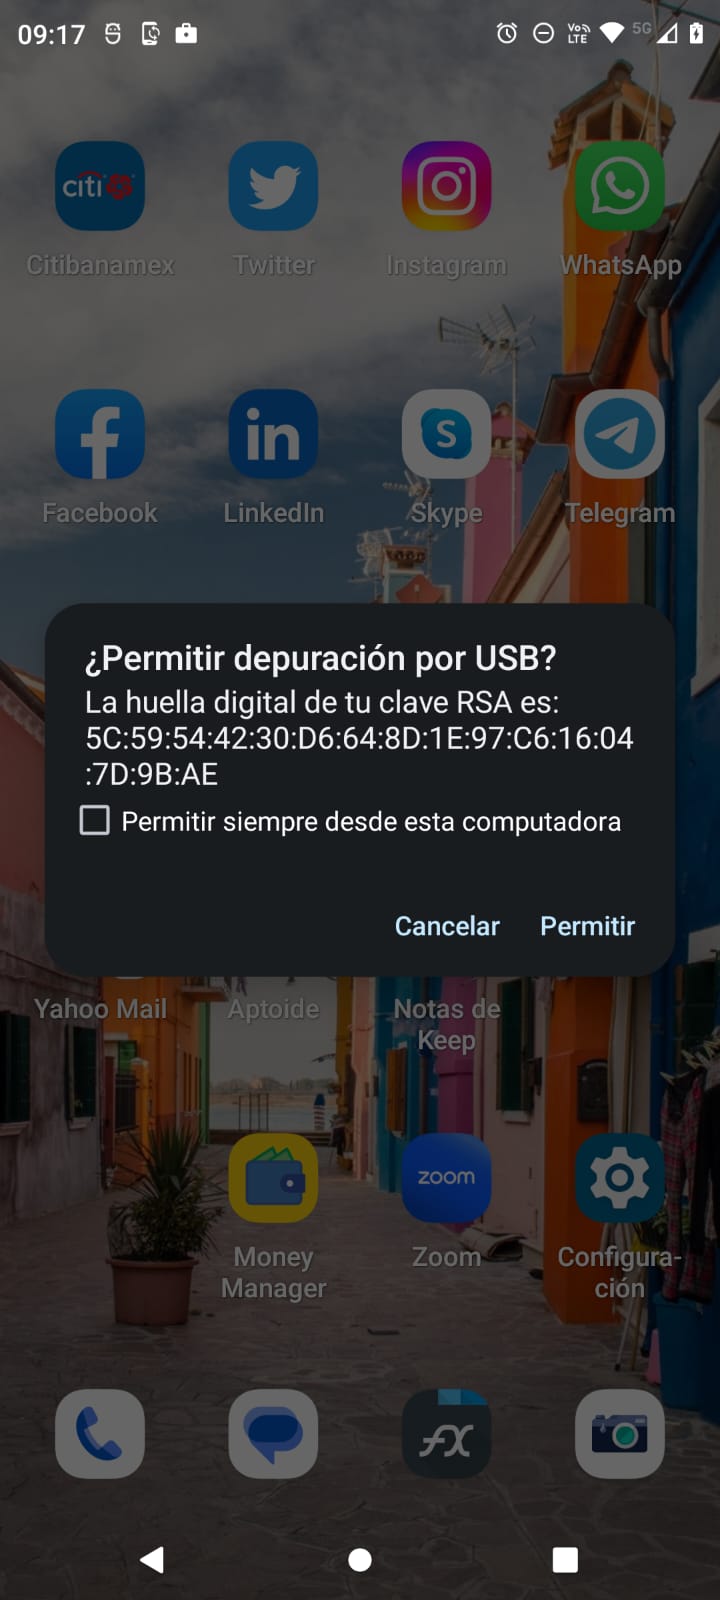 09:17
Vo)) LTE 5G
citi
Citibanamex Twitter Instagram WhatsApp
f in S
Facebook LinkedIn Skype Telegram
¿Permitir depuración por USB?
La huella digital de tu clave RSA es:
5C:59:54:42:30:D6:64:8D:1E:97:C6:16:04
:7D:9B:AE
Permitir siempre desde esta computadora
Cancelar Permitir
Yahoo Mail Aptoide Notas de
Keep
zoom
Money Zoom Configura-
Manager ción
FX